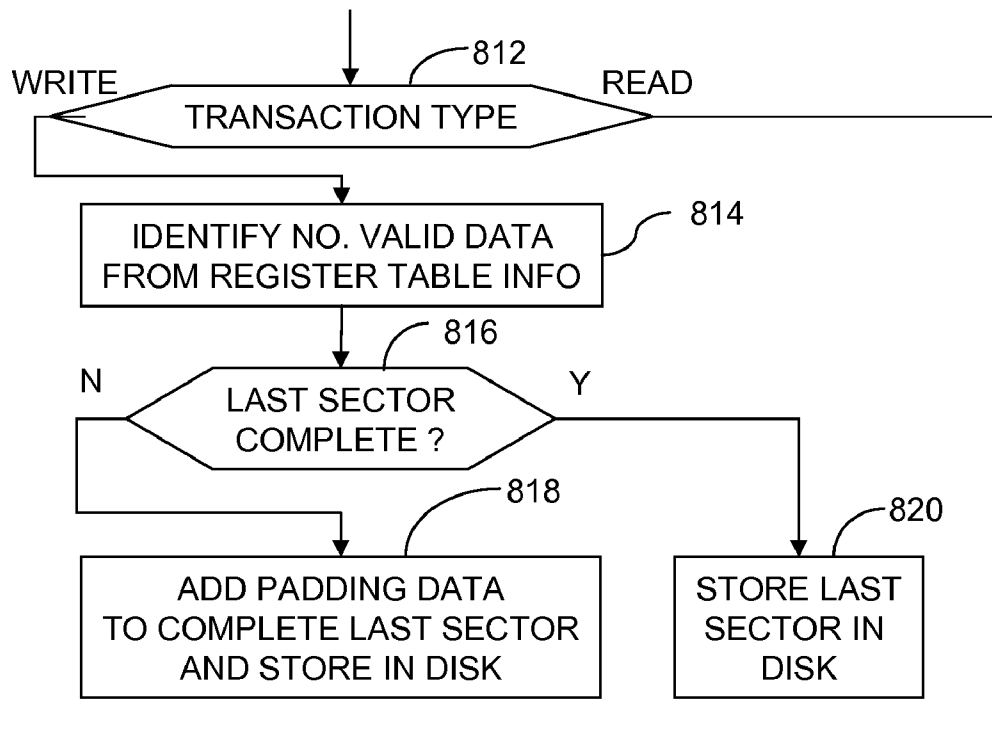 812
WRITE
READ
TRANSACTION TYPE
814
IDENTIFY NO. VALID DATA
FROM REGISTER TABLE INFO
816
N
Y
LAST SECTOR
COMPLETE ?
818
820
ADD PADDING DATA
TO COMPLETE LAST SECTOR
AND STORE IN DISK
STORE LAST
SECTOR IN
DISK